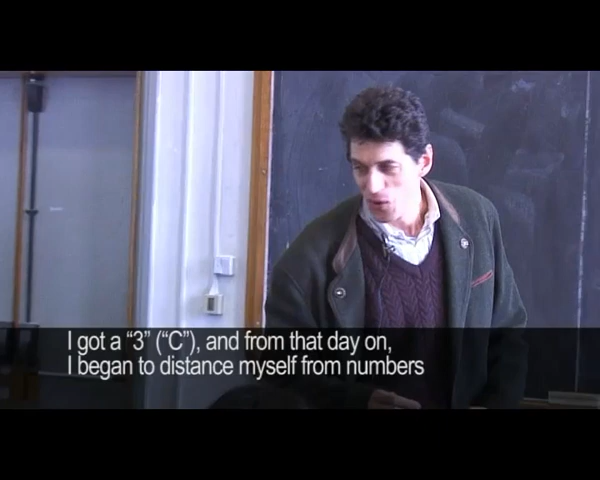 I got a “3” (“C”), and from that day on,
I began to distance myself from numbers